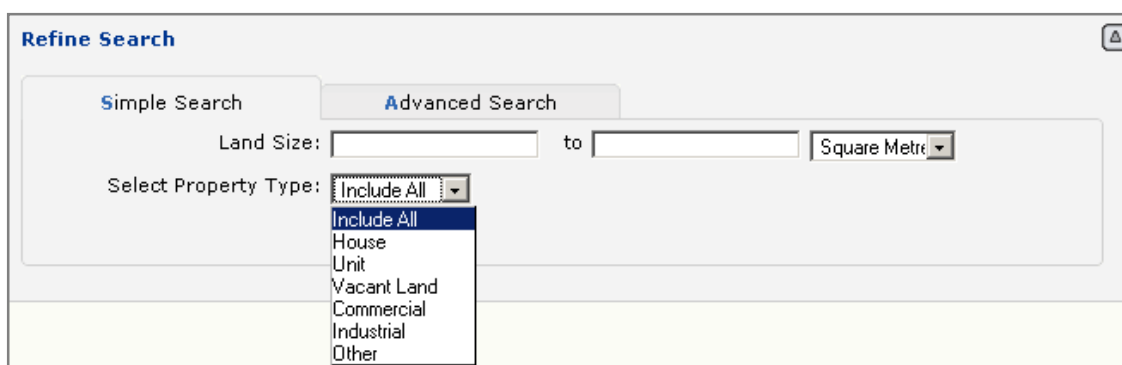 Refine Search
Simple Search Advanced Search
Land Size: to Square Metre
Select Property Type: Include All
Include All
House
Unit
Vacant Land
Commercial
Industrial
Other